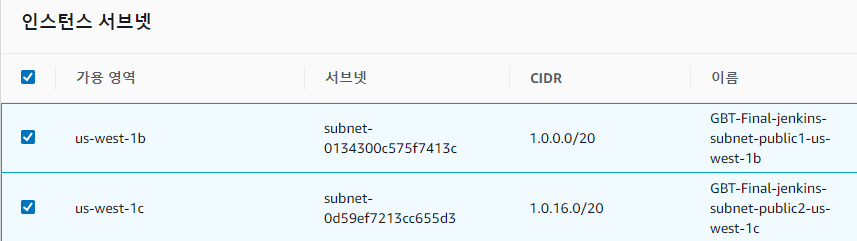 인스턴스 서브넷
가용 영역 서브넷 CIDR 이름
us-west-1b
subnet-
0134300c575f7413c
1.0.0.0/20
GBT-Final-jenkins-
subnet-public1-us-
west-1b
us-west-1c
subnet-
0d59ef7213cc655d3
1.0.16.0/20
GBT-Final-jenkins-
subnet-public2-us-
west-1c